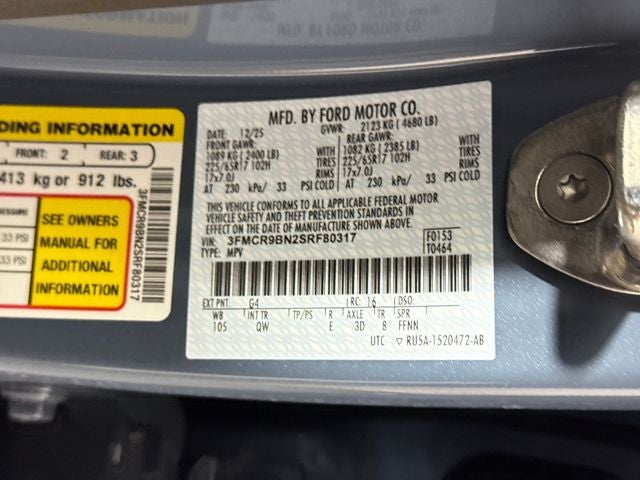 DING INFORMATION
FRONT: 2 REAR: 3
413 kg or 912 lbs.
PRESSURE:
33 PSI
33 PSI
SEE OWNERS
MANUAL FOR
ADDITIONAL
INFORMATION
3FMCR9BN2SRF80317
MFD. BY FORD MOTOR CO.
DATE: 12/25 GVWR: 2123 KG ( 4680 LB)
FRONT GAWR: REAR GAWR:
1089 KG ( 2400 LB) WITH 1082 KG ( 2385 LB) WITH
225/65R17 102H TIRES 225/65R17 102H TIRES
17x7.0J RIMS 17x7.0J RIMS
AT 230 kPa/ 33 PSI COLD AT 230 kPa/ 33 PSI COLD
THIS VEHICLE CONFORMS TO ALL APPLICABLE FEDERAL MOTOR
VEHICLE SAFETY AND THEFT PREVENTION STANDARDS IN
EFFECT ON THE DATE OF MANUFACTURE SHOWN ABOVE.
VIN: 3FMCR9BN2SRF80317 F0153
TYPE: MPV T0464
EXT PNT: G4 RC: 16 DSO:
WB INT TR TP/PS R AXLE TR SPR
105 QW E 3D 8 FFNN
UTC ▽ RU5A-1520472-AB